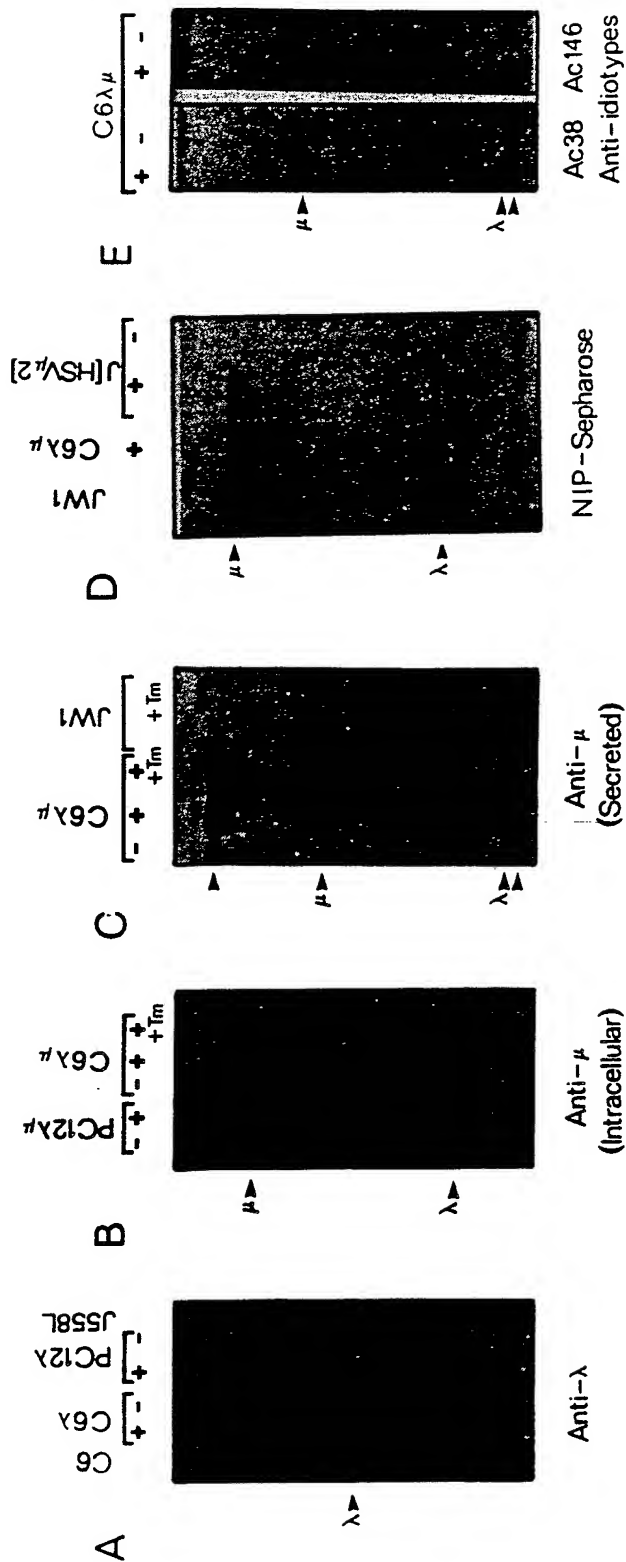 A
C6 C6λ PC12λ J558L
+ - + -
λ
Anti-λ
B
PC12λμ C6λμ
- + - + +
+Tm
μ
λ
Anti-μ
(Intracellular)
C
C6λμ JW1
- + +
+Tm +Tm
μ
λ
Anti-μ
(Secreted)
D
JW1 C6λμ J[HSVμ2]
+ + -
μ
λ
NIP-Sepharose
E
C6λμ
+ - + -
μ
λ
Ac38 Ac146
Anti-idiotypes